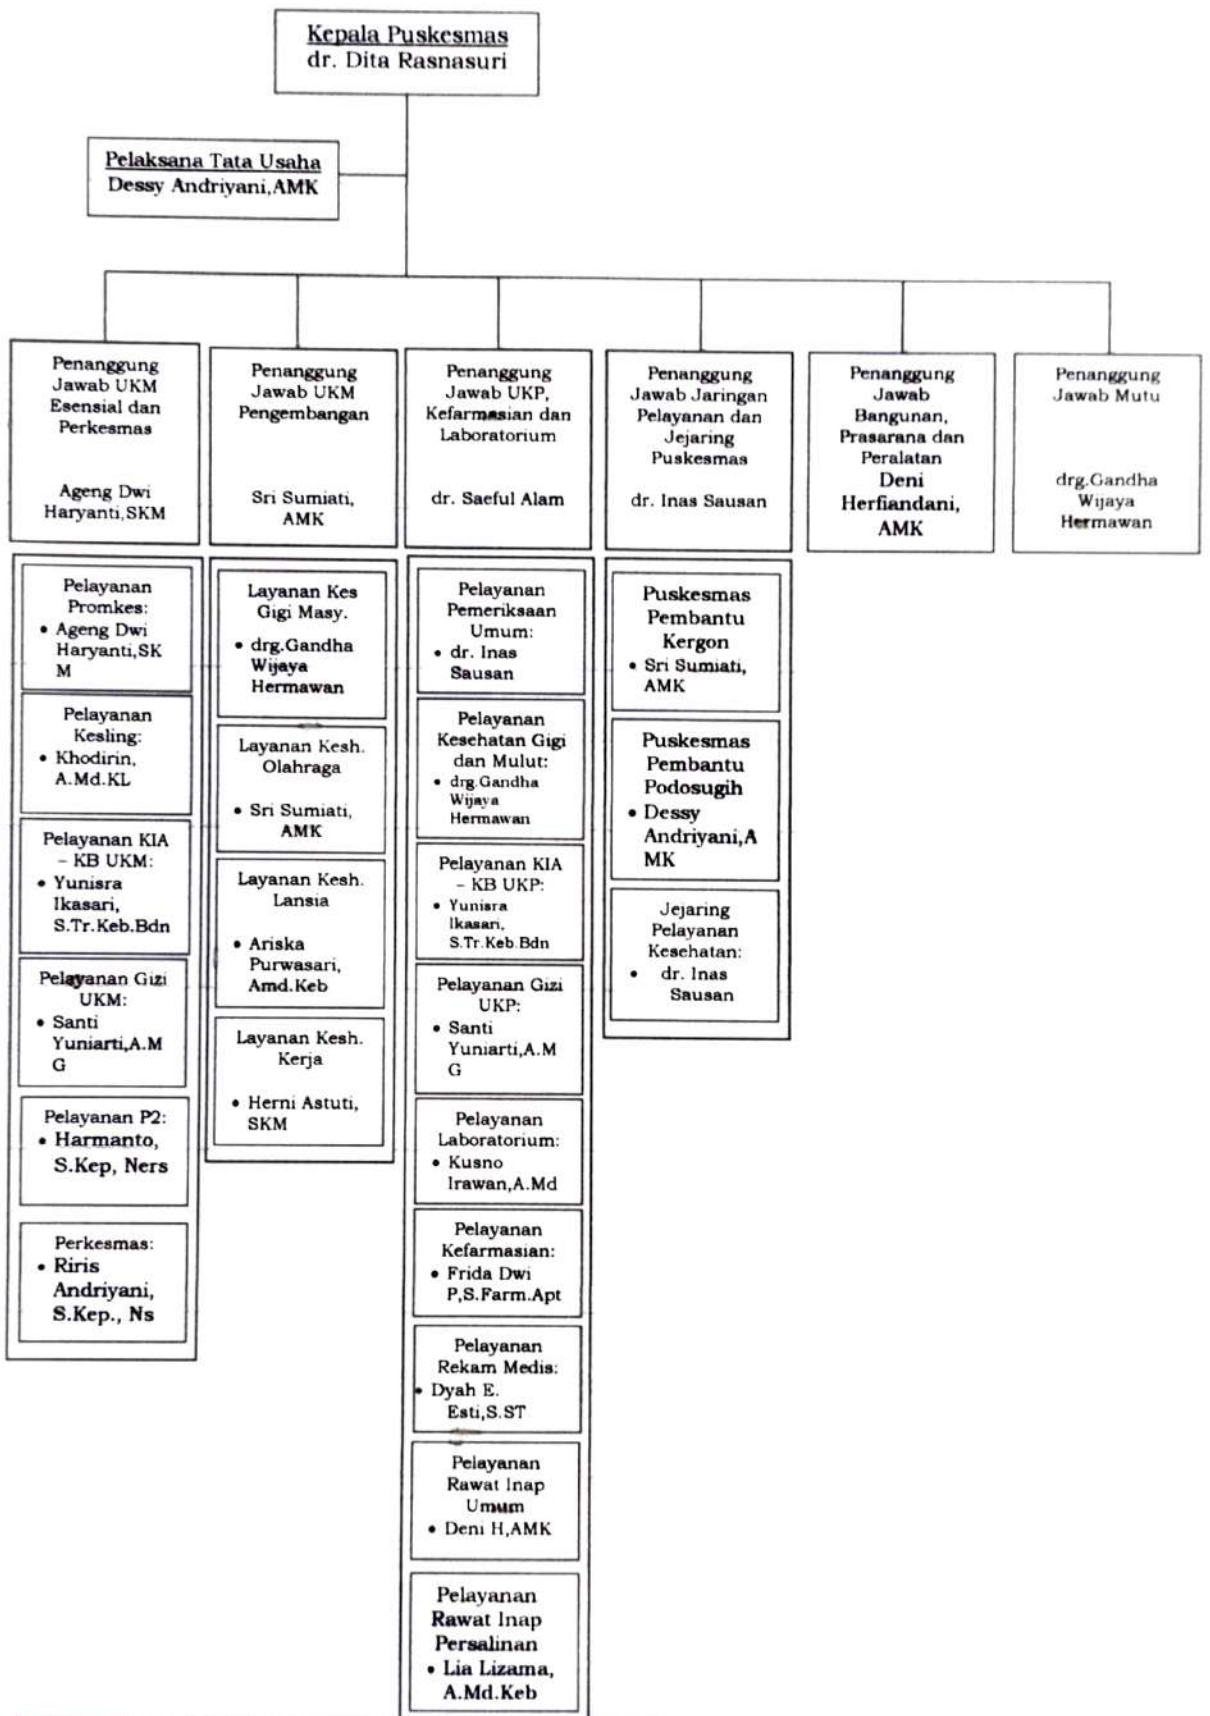 Kepala Puskesmas
dr. Dita Rasnasuri
Pelaksana Tata Usaha
Dessy Andriyani,AMK
Penanggung
Jawab UKM
Esensial dan
Perkesmas
Ageng Dwi
Haryanti,SKM
Penanggung
Jawab UKM
Pengembangan
Sri Sumiati,
AMK
Penanggung
Jawab UKP,
Kefarmasian dan
Laboratorium
dr. Saeful Alam
Penanggung
Jawab Jaringan
Pelayanan dan
Jejaring
Puskesmas
dr. Inas Sausan
Penanggung
Jawab
Bangunan,
Prasarana dan
Peralatan
Deni
Herfiandani,
AMK
Penanggung
Jawab Mutu
drg.Gandha
Wijaya
Hermawan
Pelayanan
Promkes:
• Ageng Dwi
Haryanti,SK
M
Pelayanan
Kesling:
• Khodirin,
A.Md.KL
Pelayanan KIA
– KB UKM:
• Yunisra
Ikasari,
S.Tr.Keb.Bdn
Pelayanan Gizi
UKM:
• Santi
Yuniarti,A.M
G
Pelayanan P2:
• Harmanto,
S.Kep, Ners
Perkesmas:
• Riris
Andriyani,
S.Kep., Ns
Layanan Kes
Gigi Masy.
• drg.Gandha
Wijaya
Hermawan
Layanan Kesh.
Olahraga
• Sri Sumiati,
AMK
Layanan Kesh.
Lansia
• Ariska
Purwasari,
Amd.Keb
Layanan Kesh.
Kerja
• Herni Astuti,
SKM
Pelayanan
Pemeriksaan
Umum:
• dr. Inas
Sausan
Pelayanan
Kesehatan Gigi
dan Mulut:
• drg.Gandha
Wijaya
Hermawan
Pelayanan KIA
– KB UKP:
• Yunisra
Ikasari,
S.Tr.Keb.Bdn
Pelayanan Gizi
UKP:
• Santi
Yuniarti,A.M
G
Pelayanan
Laboratorium:
• Kusno
Irawan,A.Md
Pelayanan
Kefarmasian:
• Frida Dwi
P,S.Farm.Apt
Pelayanan
Rekam Medis:
• Dyah E.
Esti,S.ST
Pelayanan
Rawat Inap
Umum
• Deni H,AMK
Pelayanan
Rawat Inap
Persalinan
• Lia Lizama,
A.Md.Keb
Puskesmas
Pembantu
Kergon
• Sri Sumiati,
AMK
Puskesmas
Pembantu
Podosugih
• Dessy
Andriyani,A
MK
Jejaring
Pelayanan
Kesehatan:
• dr. Inas
Sausan